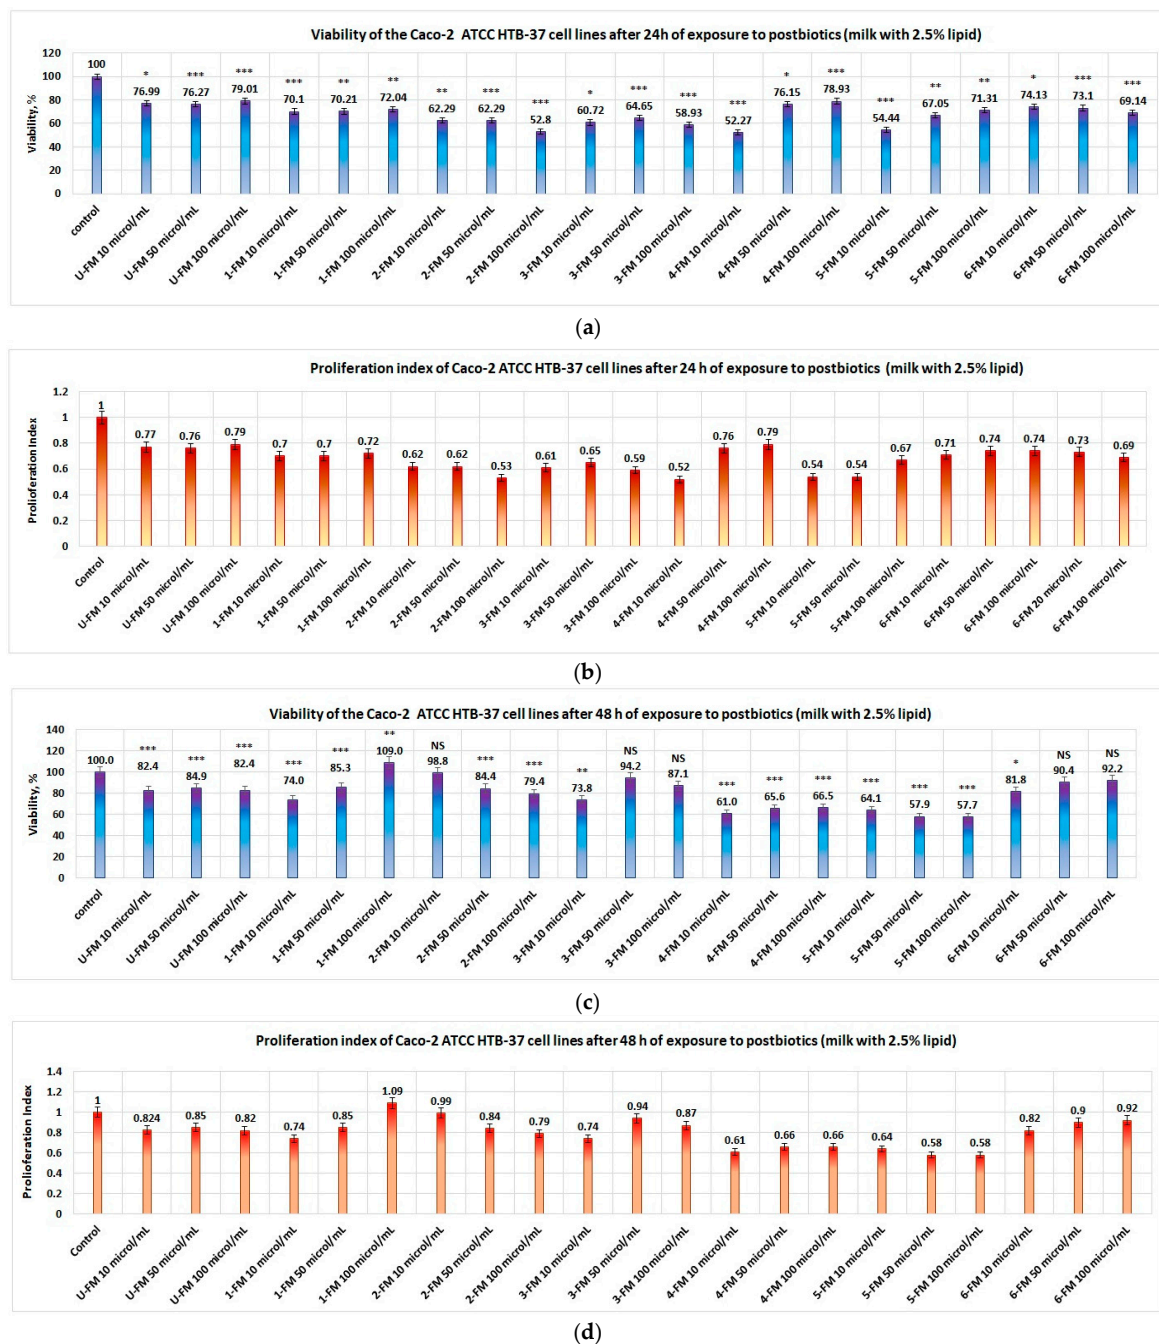 Viability of the Caco-2 ATCC HTB-37 cell lines after 24h of exposure to postbiotics (milk with 2.5% lipid)
Viability, %
120
100
80
60
40
20
0
100
* *** *** *** ** ** ** *** *** * *** *** *** * *** *** ** ** * *** ***
76.99 76.27 79.01 70.1 70.21 72.04 62.29 62.29 52.8 60.72 64.65 58.93 52.27 76.15 78.93 54.44 67.05 71.31 74.13 73.1 69.14
control
U-FM 10 microl/mL
U-FM 50 microl/mL
U-FM 100 microl/mL
1-FM 10 microl/mL
1-FM 50 microl/mL
1-FM 100 microl/mL
2-FM 10 microl/mL
2-FM 50 microl/mL
2-FM 100 microl/mL
3-FM 10 microl/mL
3-FM 50 microl/mL
3-FM 100 microl/mL
4-FM 10 microl/mL
4-FM 50 microl/mL
4-FM 100 microl/mL
5-FM 10 microl/mL
5-FM 50 microl/mL
5-FM 100 microl/mL
6-FM 10 microl/mL
6-FM 50 microl/mL
6-FM 100 microl/mL
(a)
Proliferation index of Caco-2 ATCC HTB-37 cell lines after 24 h of exposure to postbiotics (milk with 2.5% lipid)
Prolioferation Index
1.2
1
0.8
0.6
0.4
0.2
0
1 0.77 0.76 0.79 0.7 0.7 0.72 0.62 0.62 0.53 0.61 0.65 0.59 0.52 0.76 0.79 0.54 0.54 0.67 0.71 0.74 0.74 0.73 0.69
Control
U-FM 10 microl/mL
U-FM 50 microl/mL
U-FM 100 microl/mL
1-FM 10 microl/mL
1-FM 50 microl/mL
1-FM 100 microl/mL
2-FM 10 microl/mL
2-FM 50 microl/mL
2-FM 100 microl/mL
3-FM 10 microl/mL
3-FM 50 microl/mL
3-FM 100 microl/mL
4-FM 10 microl/mL
4-FM 50 microl/mL
4-FM 100 microl/mL
5-FM 10 microl/mL
5-FM 50 microl/mL
5-FM 100 microl/mL
6-FM 10 microl/mL
6-FM 50 microl/mL
6-FM 100 microl/mL
6-FM 20 microl/mL
6-FM 100 microl/mL
(b)
Viability of the Caco-2 ATCC HTB-37 cell lines after 48 h of exposure to postbiotics (milk with 2.5% lipid)
Viability, %
140
120
100
80
60
40
20
0
*** *** *** *** *** ** NS *** *** ** NS NS *** *** *** *** *** *** * NS NS
100.0 82.4 84.9 82.4 74.0 85.3 109.0 98.8 84.4 79.4 73.8 94.2 87.1 61.0 65.6 66.5 64.1 57.9 57.7 81.8 90.4 92.2
control
U-FM 10 microl/mL
U-FM 50 microl/mL
U-FM 100 microl/mL
1-FM 10 microl/mL
1-FM 50 microl/mL
1-FM 100 microl/mL
2-FM 10 microl/mL
2-FM 50 microl/mL
2-FM 100 microl/mL
3-FM 10 microl/mL
3-FM 50 microl/mL
3-FM 100 microl/mL
4-FM 10 microl/mL
4-FM 50 microl/mL
4-FM 100 microl/mL
5-FM 10 microl/mL
5-FM 50 microl/mL
5-FM 100 microl/mL
6-FM 10 microl/mL
6-FM 50 microl/mL
6-FM 100 microl/mL
(c)
Proliferation index of Caco-2 ATCC HTB-37 cell lines after 48 h of exposure to postbiotics (milk with 2.5% lipid)
Prolioferation Index
1.4
1.2
1
0.8
0.6
0.4
0.2
0
1 0.824 0.85 0.82 0.74 0.85 1.09 0.99 0.84 0.79 0.74 0.94 0.87 0.61 0.66 0.66 0.64 0.58 0.58 0.82 0.9 0.92
Control
U-FM 10 microl/mL
U-FM 50 microl/mL
U-FM 100 microl/mL
1-FM 10 microl/mL
1-FM 50 microl/mL
1-FM 100 microl/mL
2-FM 10 microl/mL
2-FM 50 microl/mL
2-FM 100 microl/mL
3-FM 10 microl/mL
3-FM 50 microl/mL
3-FM 100 microl/mL
4-FM 10 microl/mL
4-FM 50 microl/mL
4-FM 100 microl/mL
5-FM 10 microl/mL
5-FM 50 microl/mL
5-FM 100 microl/mL
6-FM 10 microl/mL
6-FM 50 microl/mL
6-FM 100 microl/mL
(d)